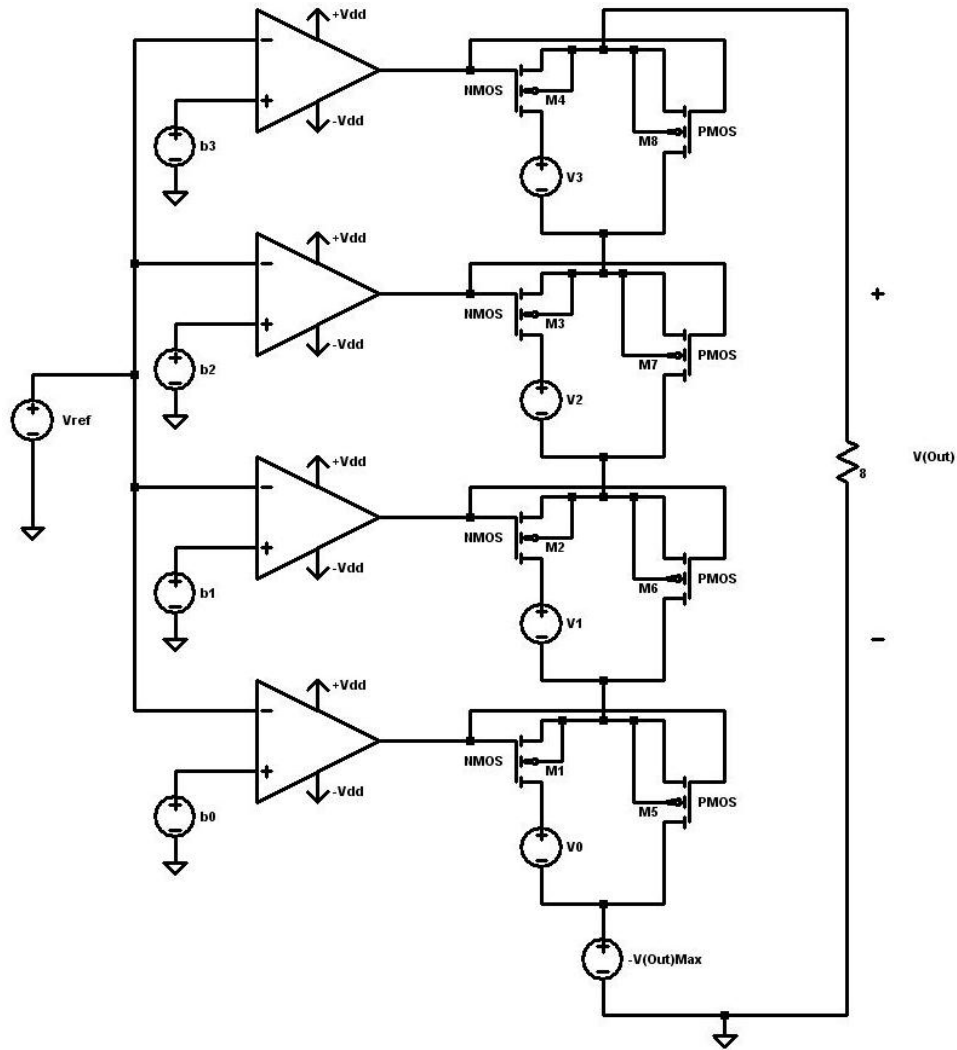 +Vdd
-Vdd
b3
NMOS
M4
M8
PMOS
V3
+Vdd
-Vdd
b2
NMOS
M3
M7
PMOS
V2
+
Vref
V(Out)
8
+Vdd
-Vdd
b1
NMOS
M2
M6
PMOS
V1
−
+Vdd
-Vdd
b0
NMOS
M1
M5
PMOS
V0
-V(Out)Max